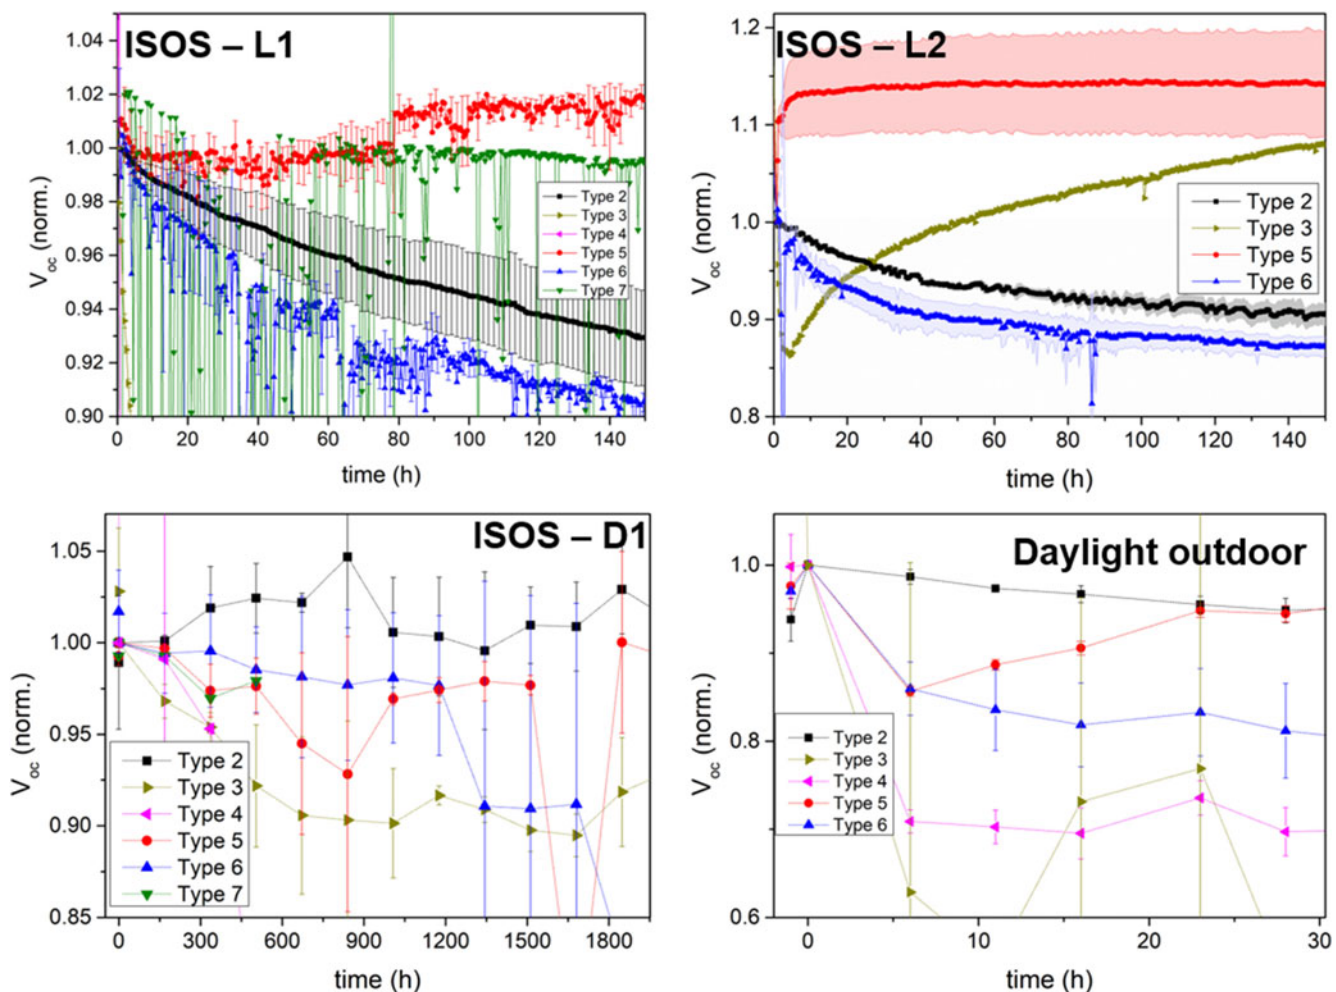 ISOS – L1
V_oc (norm.)
1.04
1.02
1.00
0.98
0.96
0.94
0.92
0.90
0
20
40
60
80
100
120
140
time (h)
Type 2
Type 3
Type 4
Type 5
Type 6
Type 7
ISOS – L2
V_oc (norm.)
1.2
1.1
1.0
0.9
0.8
0
20
40
60
80
100
120
140
time (h)
Type 2
Type 3
Type 5
Type 6
ISOS – D1
V_oc (norm.)
1.05
1.00
0.95
0.90
0.85
0
300
600
900
1200
1500
1800
time (h)
Type 2
Type 3
Type 4
Type 5
Type 6
Type 7
Daylight outdoor
V_oc (norm.)
1.0
0.8
0.6
0
10
20
30
time (h)
Type 2
Type 3
Type 4
Type 5
Type 6